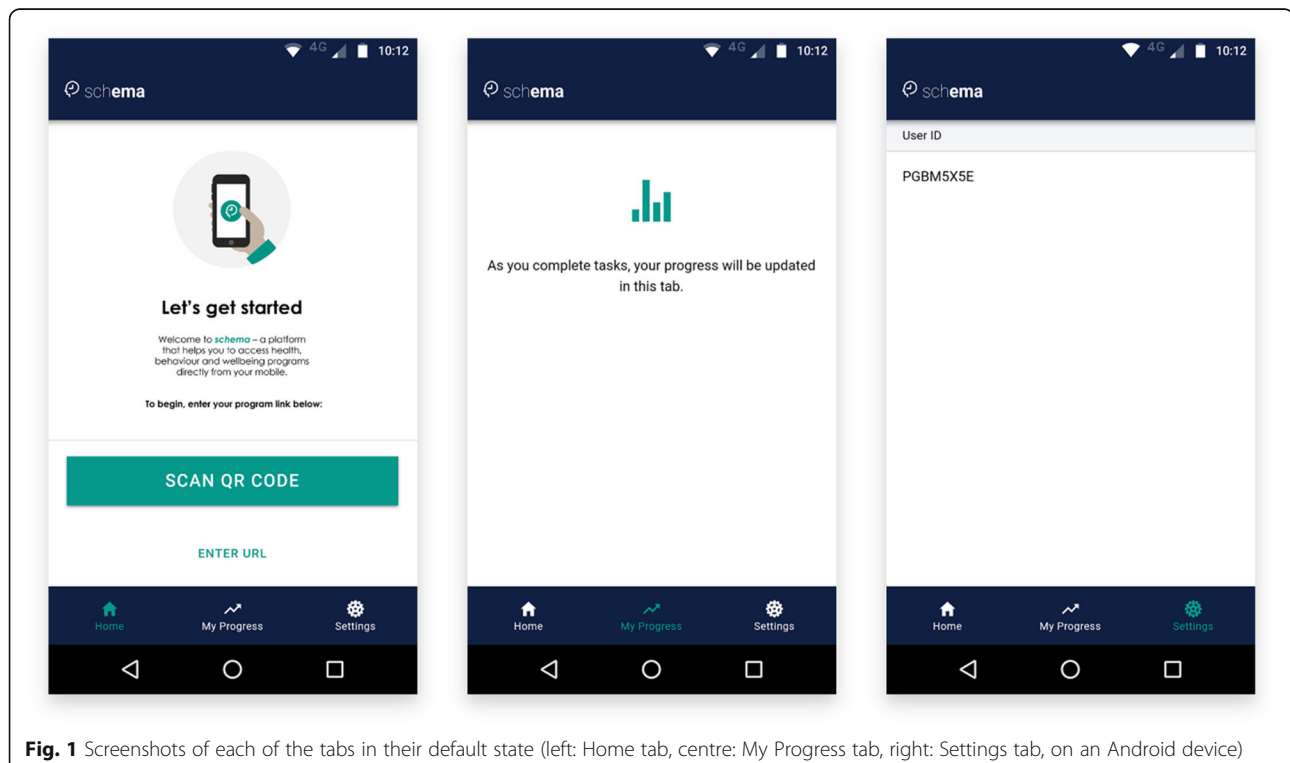 4G 10:12
schema
Let's get started
Welcome to schema – a platform
that helps you to access health,
behaviour and wellbeing programs
directly from your mobile.
To begin, enter your program link below:
SCAN QR CODE
ENTER URL
Home My Progress Settings
4G 10:12
schema
As you complete tasks, your progress will be updated
in this tab.
Home My Progress Settings
4G 10:12
schema
User ID
PGBM5X5E
Home My Progress Settings
Fig. 1 Screenshots of each of the tabs in their default state (left: Home tab, centre: My Progress tab, right: Settings tab, on an Android device)